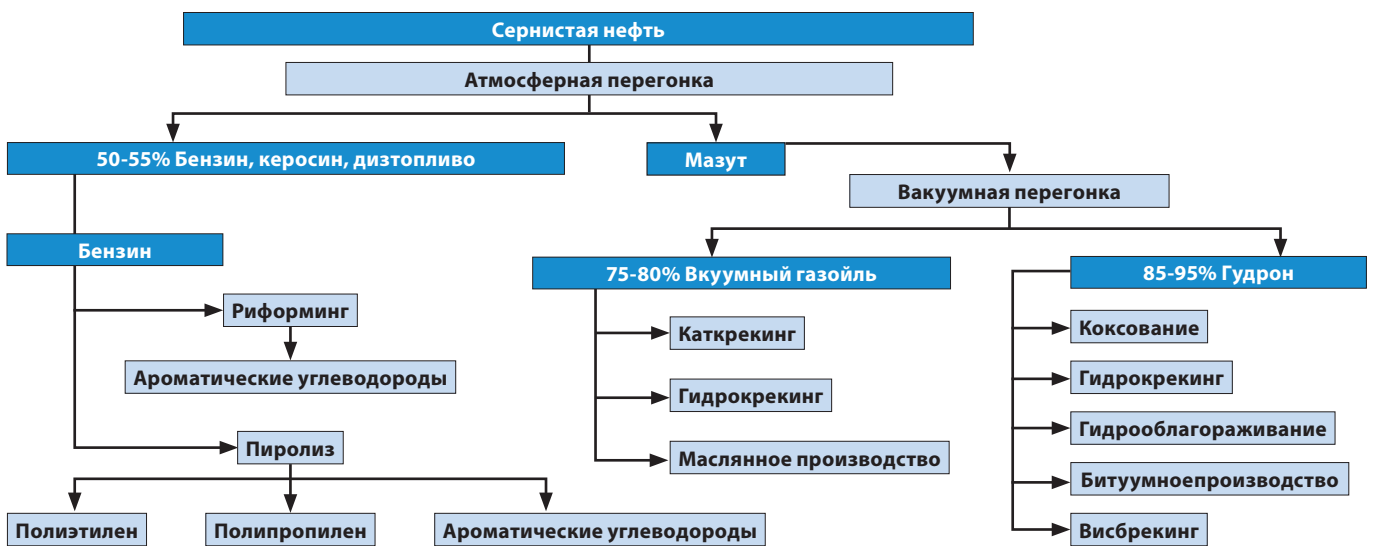 Сернистая нефть
Атмосферная перегонка
50-55% Бензин, керосин, дизтопливо
Мазут
Вакуумная перегонка
Бензин
75-80% Вкуумный газойль
85-95% Гудрон
Риформинг
Ароматические углеводороды
Каткрекинг
Гидрокрекинг
Маслянное производство
Коксование
Гидрокрекинг
Гидрооблагораживание
Битуумноепроизводство
Висбрекинг
Пиролиз
Полиэтилен
Полипропилен
Ароматические углеводороды